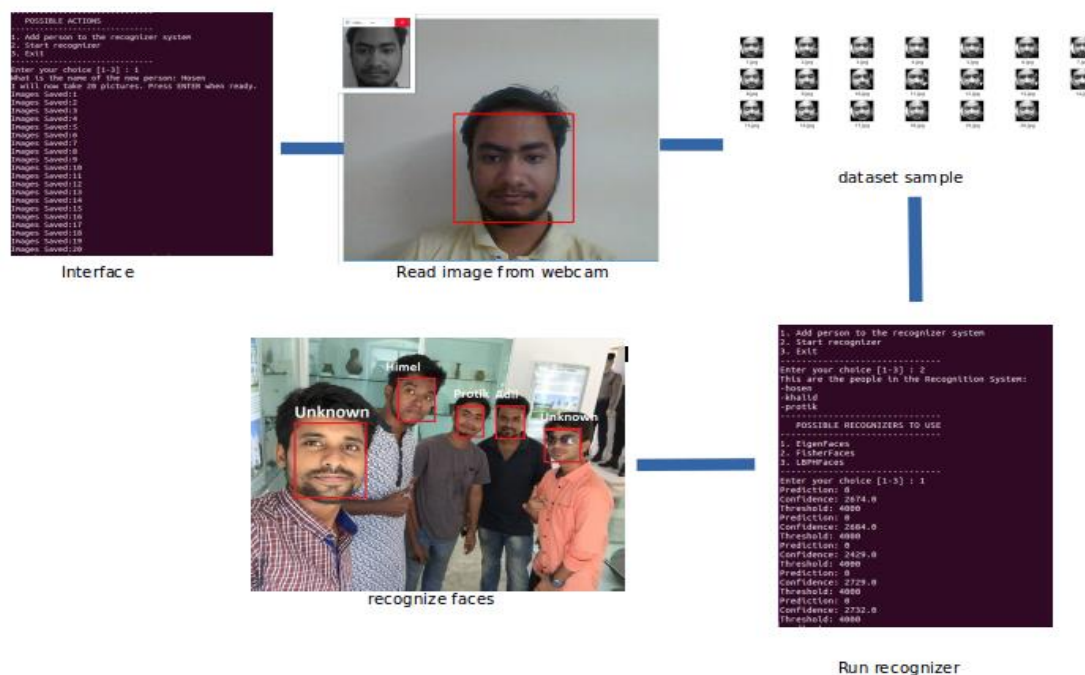 POSSIBLE ACTIONS
1. Add person to the recognizer system
2. Start recognizer
3. Exit
Enter your choice [1-3] : 1
What is the name of the new person: Hosen
I will now take 20 pictures. Press ENTER when ready.
Images Saved:1
Images Saved:2
Images Saved:3
Images Saved:4
Images Saved:5
Images Saved:6
Images Saved:7
Images Saved:8
Images Saved:9
Images Saved:10
Images Saved:11
Images Saved:12
Images Saved:13
Images Saved:14
Images Saved:15
Images Saved:16
Images Saved:17
Images Saved:18
Images Saved:19
Images Saved:20
Interface
Read image from webcam
dataset sample
1. Add person to the recognizer system
2. Start recognizer
3. Exit
Enter your choice [1-3] : 2
This are the people in the Recognition System:
-hosen
-khalid
-protik
POSSIBLE RECOGNIZERS TO USE
1. EigenFaces
2. FisherFaces
3. LBPHFaces
Enter your choice [1-3] : 1
Prediction: 0
Confidence: 2674.0
Threshold: 4000
Prediction: 0
Confidence: 2604.0
Threshold: 4000
Prediction: 0
Confidence: 2429.0
Threshold: 4000
Prediction: 0
Confidence: 2729.0
Threshold: 4000
Prediction: 0
Confidence: 2732.0
Threshold: 4000
Run recognizer
Himel
Unknown
Protik
Adil
Unknown
recognize faces